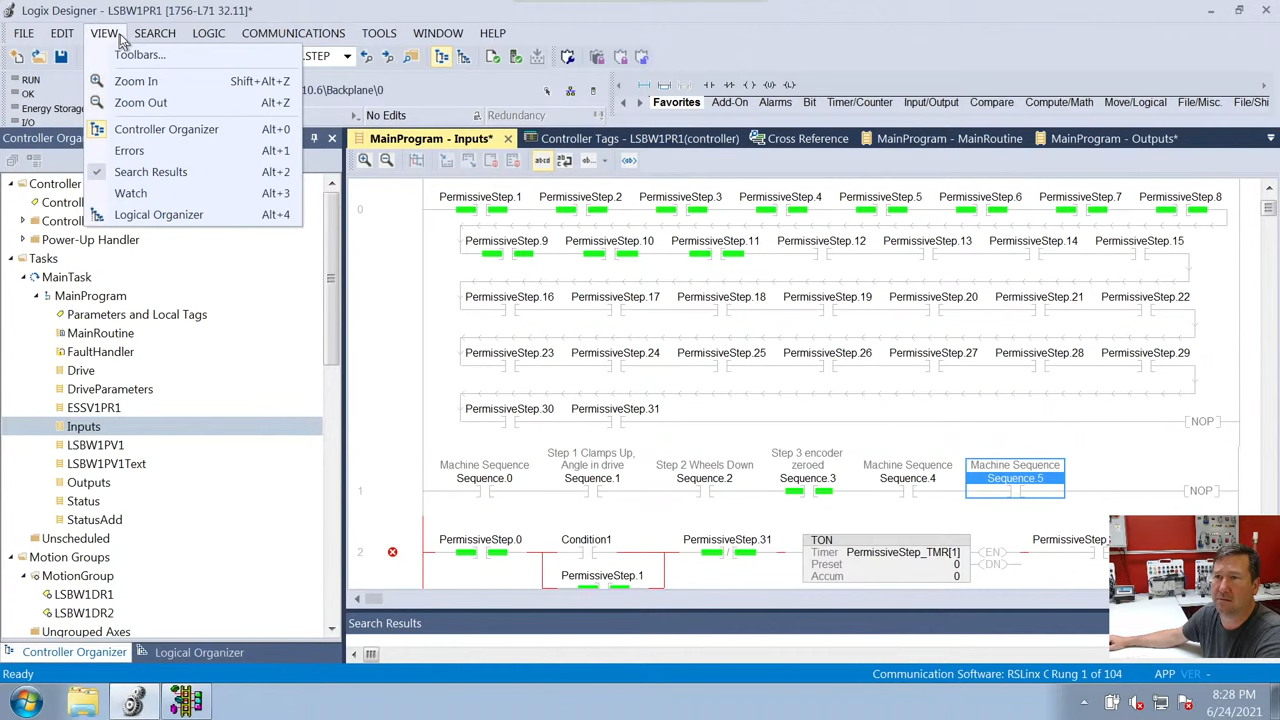 Logix Designer - LSBW1PR1 [1756-L71 32.11]*
FILE EDIT VIEW SEARCH LOGIC COMMUNICATIONS TOOLS WINDOW HELP
Toolbars...
Zoom In Shift+Alt+Z
Zoom Out Alt+Z
Controller Organizer Alt+0
Errors Alt+1
Search Results Alt+2
Watch Alt+3
Logical Organizer Alt+4
.STEP
RUN
OK
Energy Storage
I/O
10.6\Backplane\0
No Edits
Redundancy
Favorites Add-On Alarms Bit Timer/Counter Input/Output Compare Compute/Math Move/Logical File/Misc. File/Shi
Controller Organizer
MainProgram - Inputs* Controller Tags - LSBW1PR1(controller) Cross Reference MainProgram - MainRoutine MainProgram - Outputs*
Power-Up Handler
Tasks
MainTask
MainProgram
Parameters and Local Tags
MainRoutine
FaultHandler
Drive
DriveParameters
ESSV1PR1
Inputs
LSBW1PV1
LSBW1PV1Text
Outputs
Status
StatusAdd
Unscheduled
Motion Groups
MotionGroup
LSBW1DR1
LSBW1DR2
Ungrouped Axes
Controller Organizer Logical Organizer
0
PermissiveStep.1 PermissiveStep.2 PermissiveStep.3 PermissiveStep.4 PermissiveStep.5 PermissiveStep.6 PermissiveStep.7 PermissiveStep.8
PermissiveStep.9 PermissiveStep.10 PermissiveStep.11 PermissiveStep.12 PermissiveStep.13 PermissiveStep.14 PermissiveStep.15
PermissiveStep.16 PermissiveStep.17 PermissiveStep.18 PermissiveStep.19 PermissiveStep.20 PermissiveStep.21 PermissiveStep.22
PermissiveStep.23 PermissiveStep.24 PermissiveStep.25 PermissiveStep.26 PermissiveStep.27 PermissiveStep.28 PermissiveStep.29
PermissiveStep.30 PermissiveStep.31
NOP
1
Machine Sequence
Sequence.0
Step 1 Clamps Up,
Angle in drive
Sequence.1
Step 2 Wheels Down
Sequence.2
Step 3 encoder
zeroed
Sequence.3
Machine Sequence
Sequence.4
Machine Sequence
Sequence.5
NOP
2
PermissiveStep.0 Condition1 PermissiveStep.31
PermissiveStep.1
TON
Timer PermissiveStep_TMR[1]
Preset 0
Accum 0
EN
DN
Search Results
Ready
Communication Software: RSLinx C Rung 1 of 104 APP VER
8:28 PM
6/24/2021